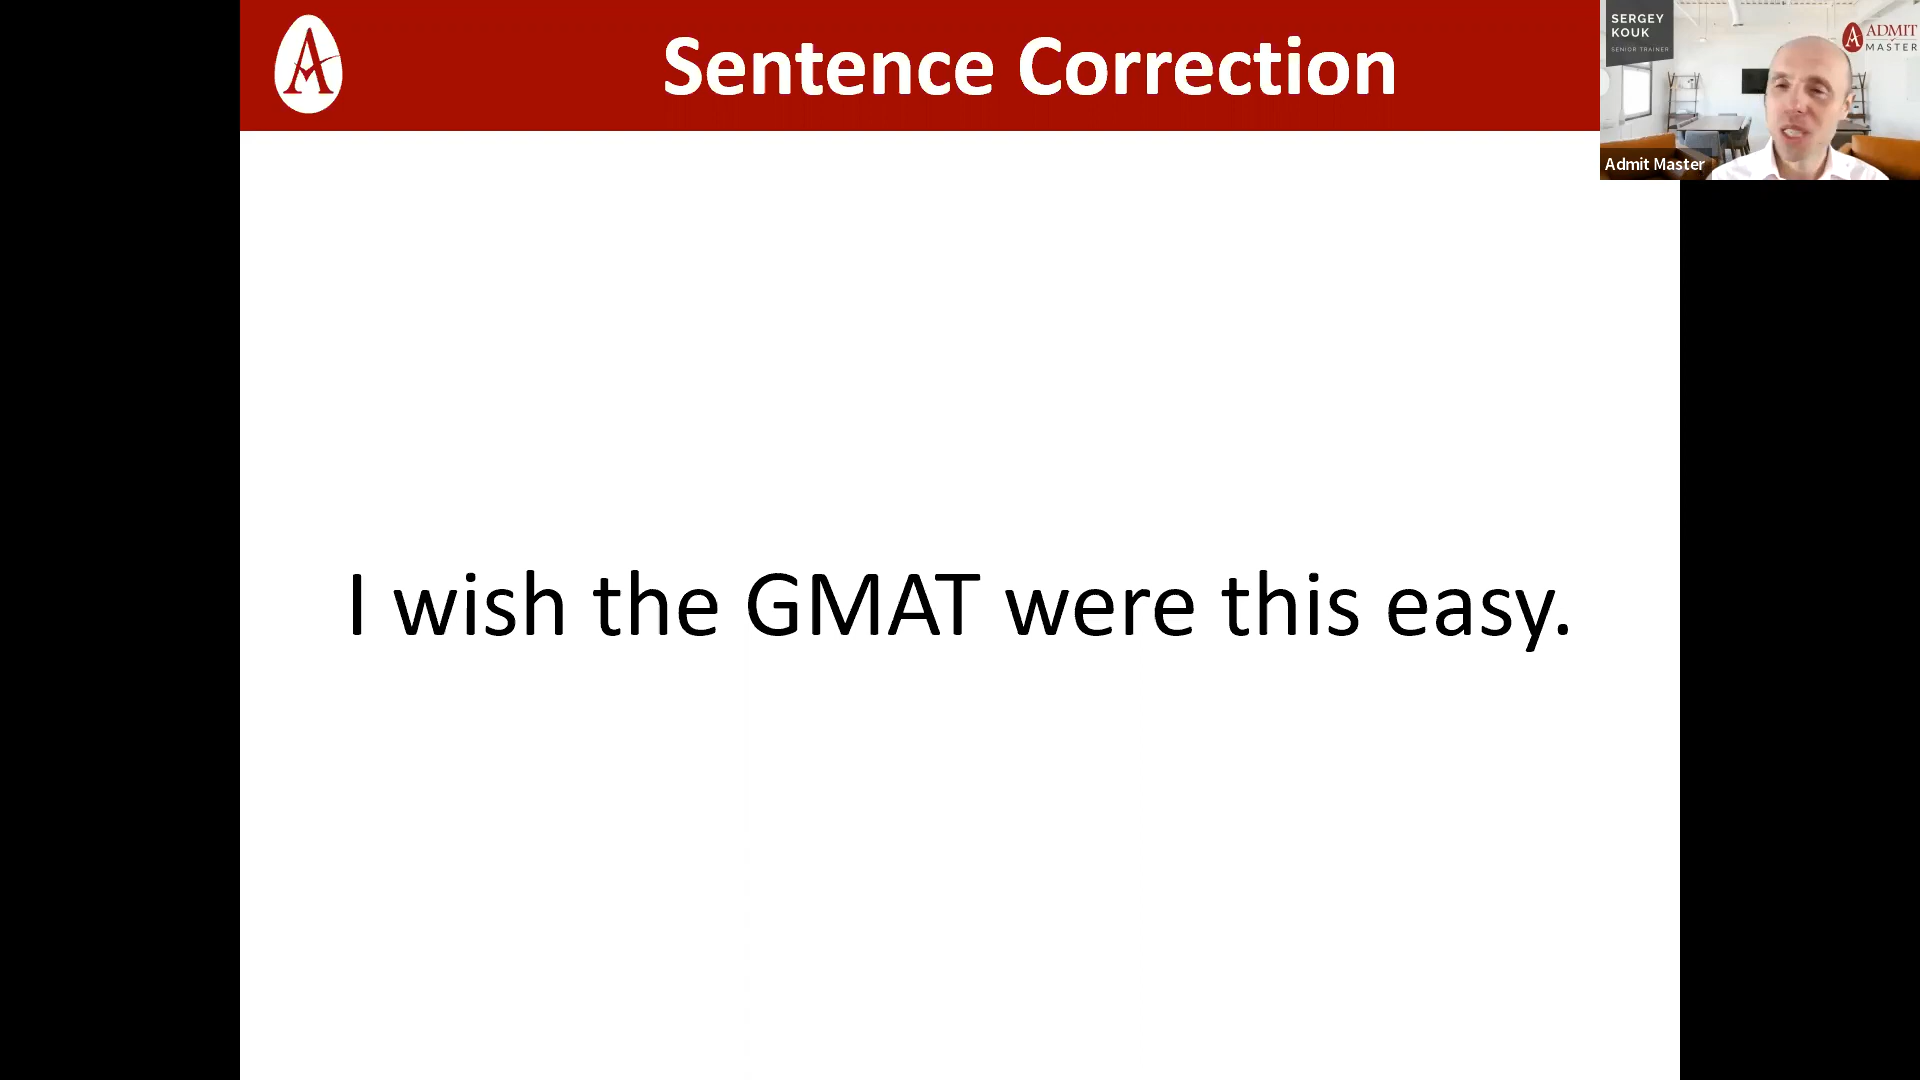 Sentence Correction
SERGEY
KOUK
SENIOR TRAINER
ADMIT
MASTER
Admit Master
I wish the GMAT were this easy.